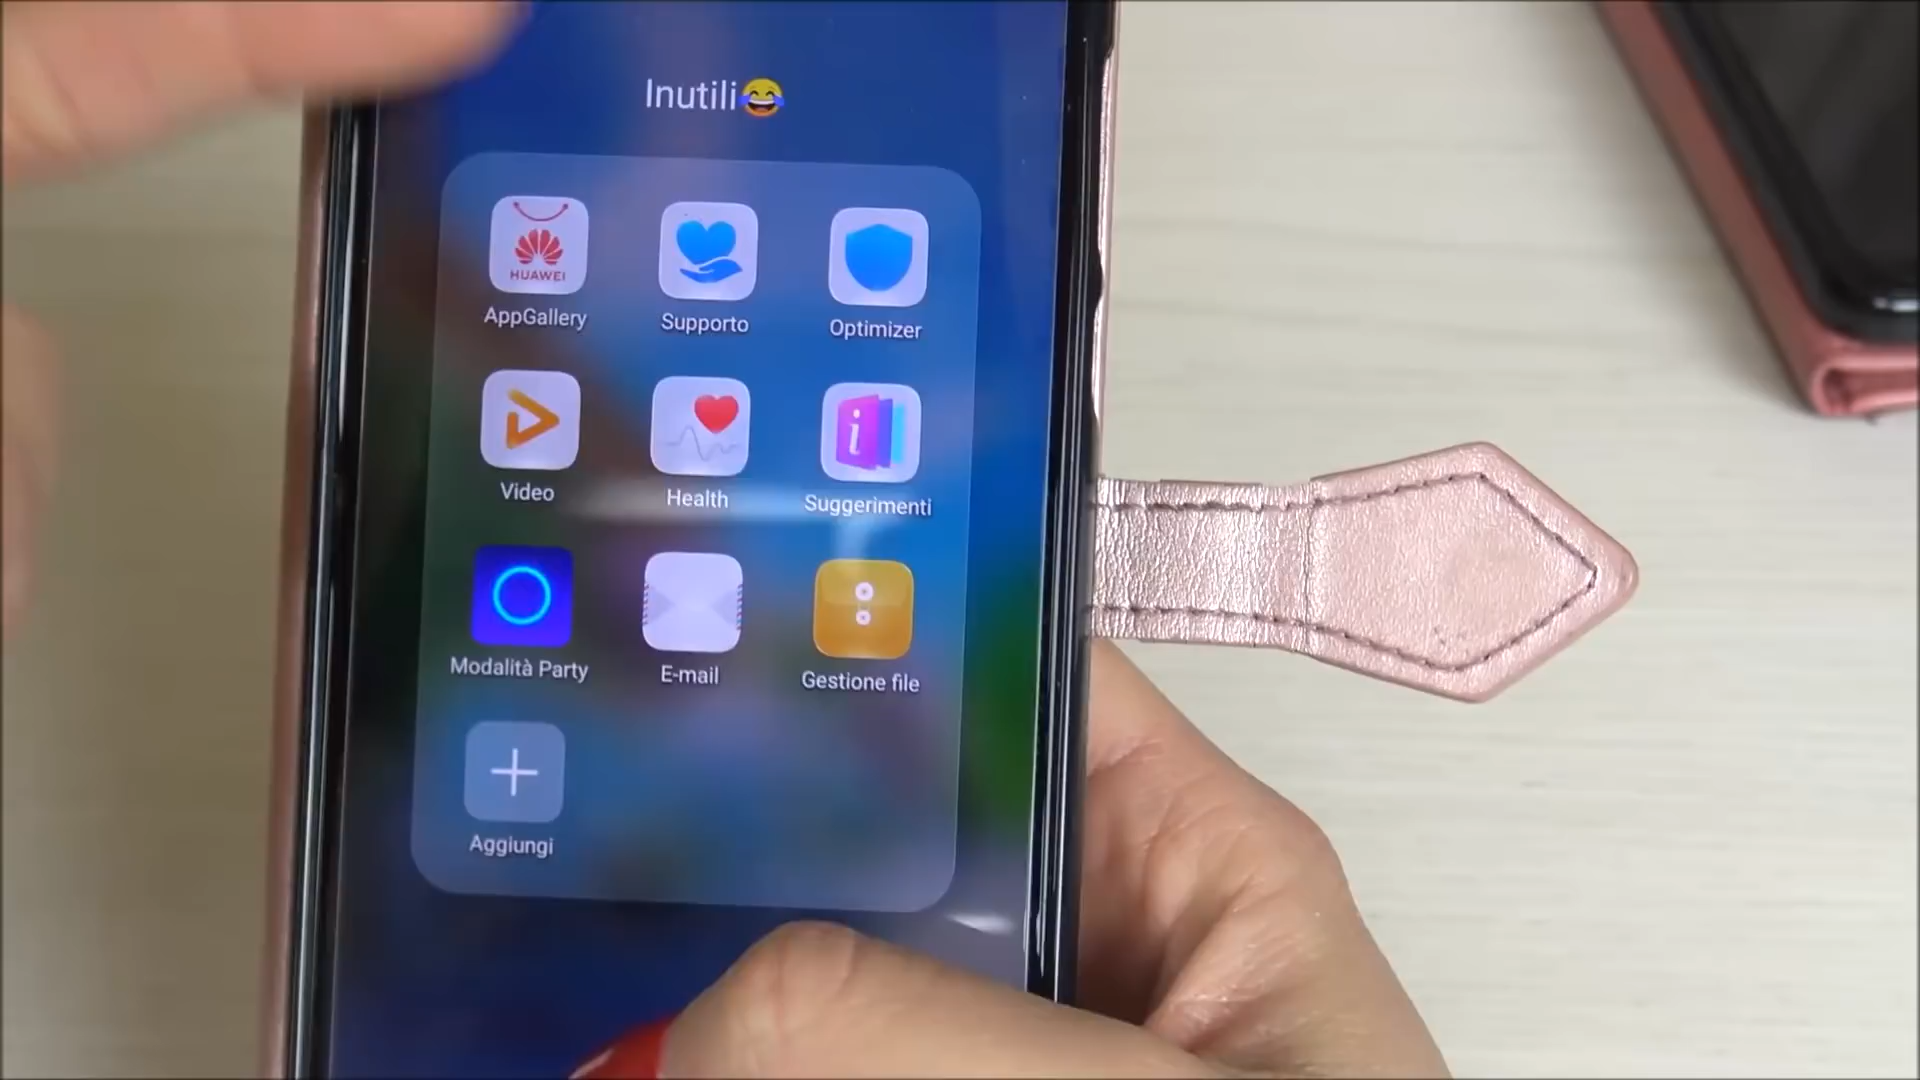 Inutili😂
HUAWEI
AppGallery
Supporto
Optimizer
Video
Health
i
Suggerimenti
Modalità Party
E-mail
Gestione file
Aggiungi